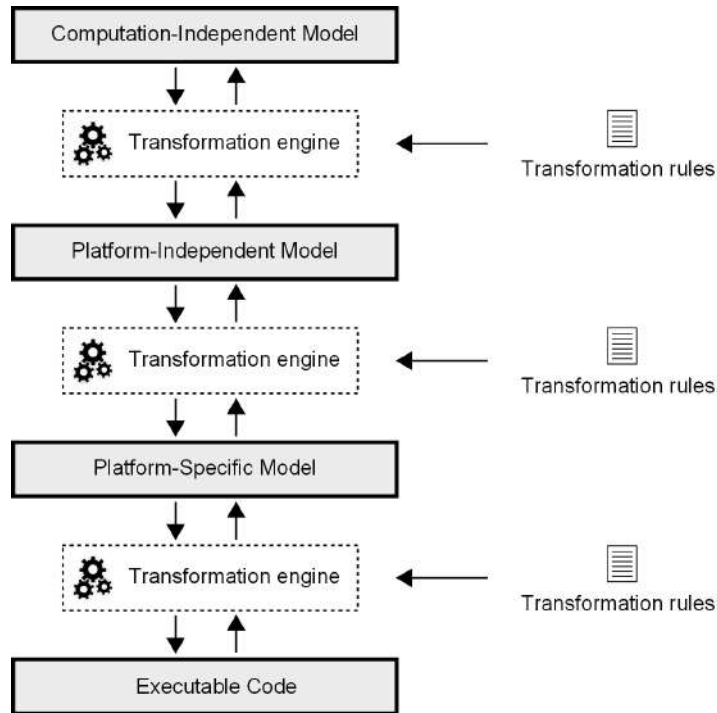 Computation-Independent Model
Transformation engine
Transformation rules
Platform-Independent Model
Transformation engine
Transformation rules
Platform-Specific Model
Transformation engine
Transformation rules
Executable Code